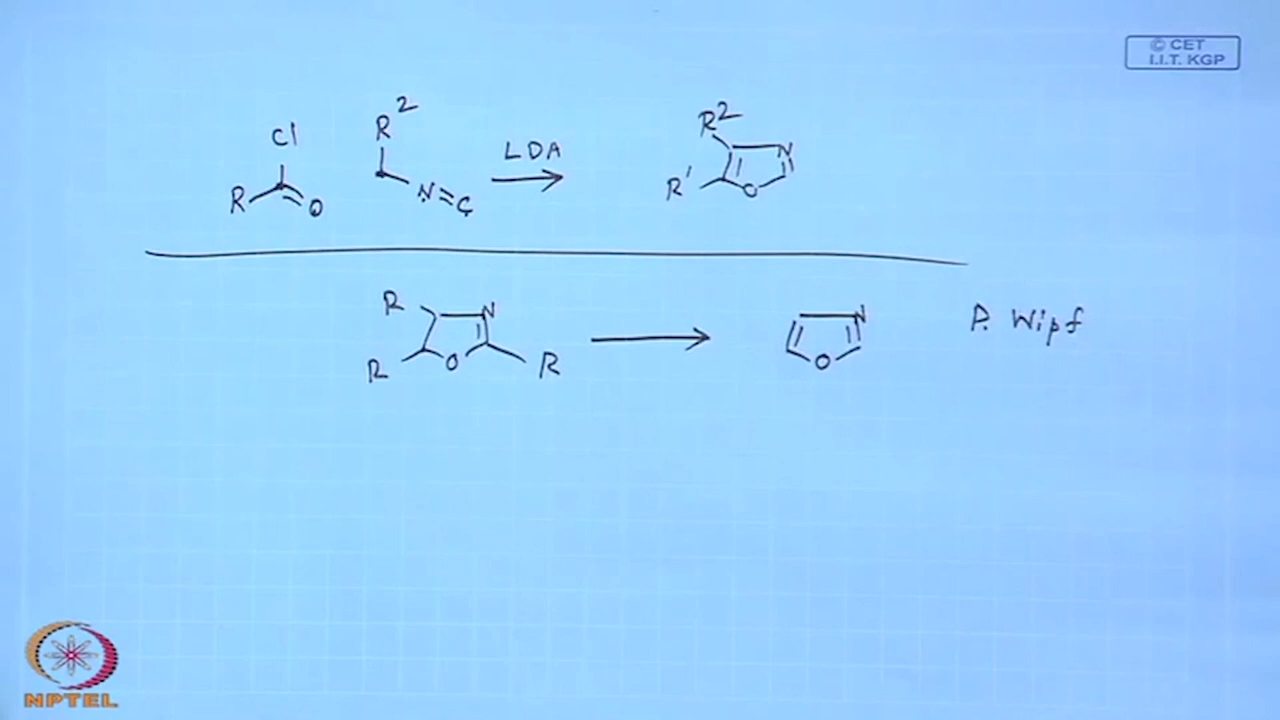 © CET
I.I.T. KGP
Cl
R
O
R²
N=C
LDA
R²
R'
N
O
R
N
R
O
R
N
O
P. Wipf
NPTEL